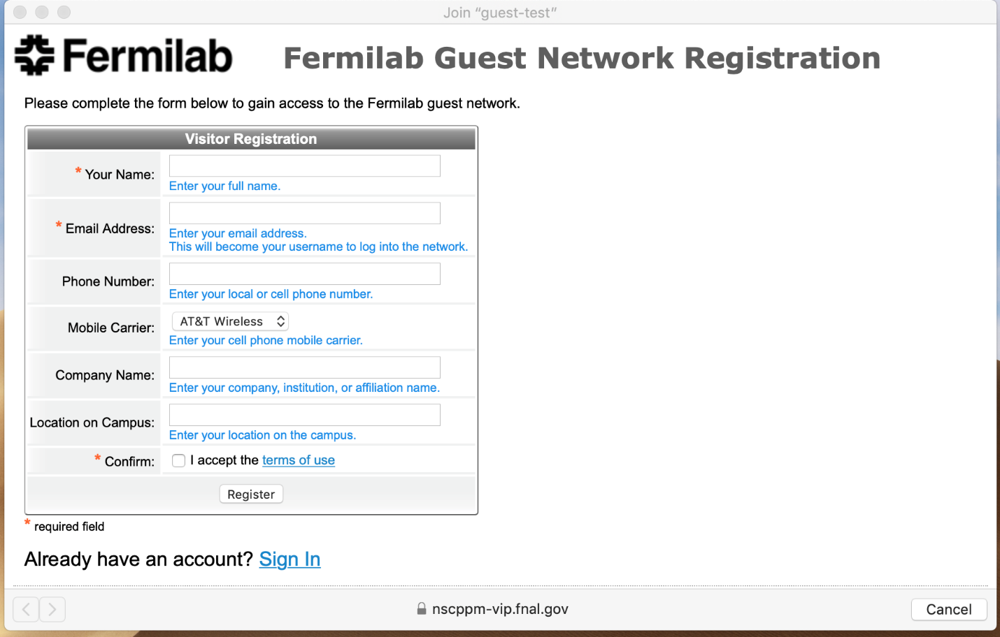 Join “guest-test”
Fermilab Fermilab Guest Network Registration
Please complete the form below to gain access to the Fermilab guest network.
Visitor Registration
* Your Name:
Enter your full name.
* Email Address:
Enter your email address.
This will become your username to log into the network.
Phone Number:
Enter your local or cell phone number.
Mobile Carrier: AT&T Wireless
Enter your cell phone mobile carrier.
Company Name:
Enter your company, institution, or affiliation name.
Location on Campus:
Enter your location on the campus.
* Confirm: I accept the terms of use
Register
* required field
Already have an account? Sign In
nscppm-vip.fnal.gov Cancel